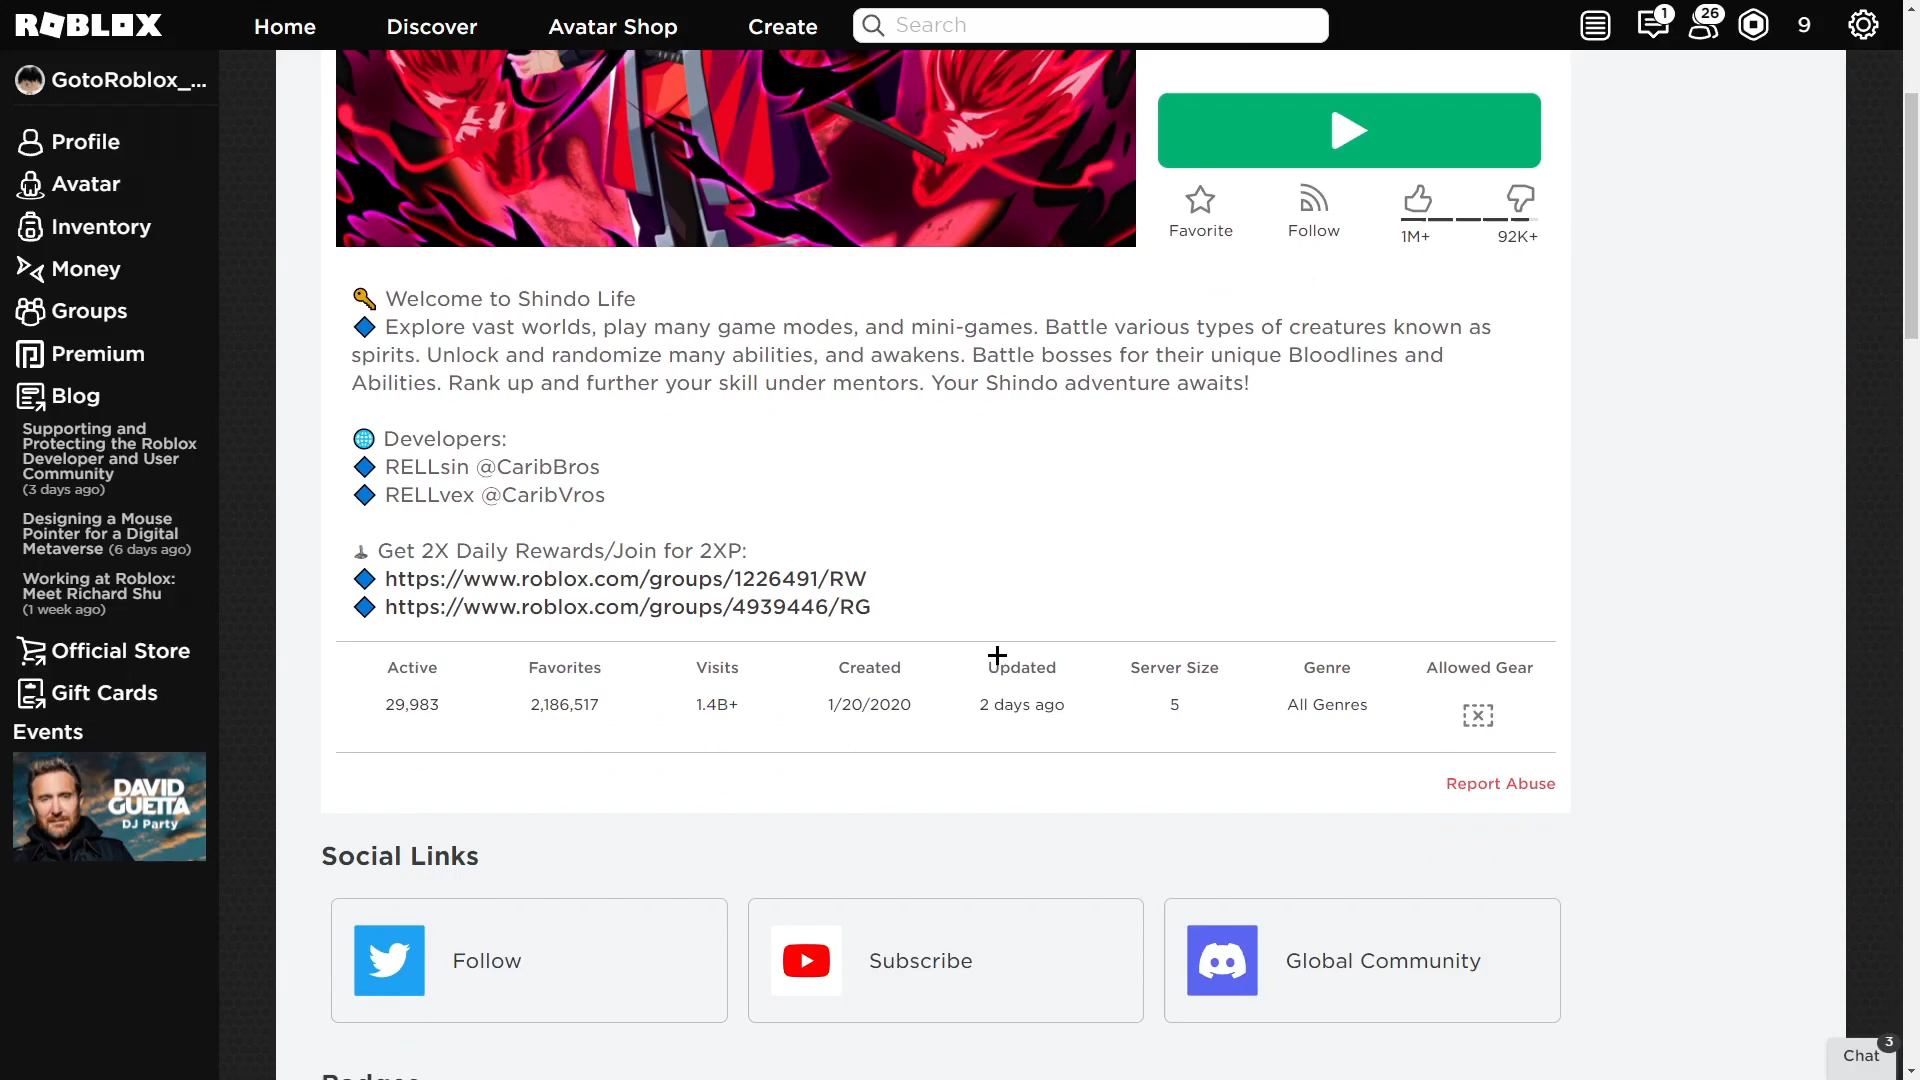 ROBLOX
Home
Discover
Avatar Shop
Create
Search
1
26
9
GotoRoblox_...
Profile
Avatar
Inventory
Money
Groups
Premium
Blog
Supporting and
Protecting the Roblox
Developer and User
Community
(3 days ago)
Designing a Mouse
Pointer for a Digital
Metaverse (6 days ago)
Working at Roblox:
Meet Richard Shu
(1 week ago)
Official Store
Gift Cards
Events
DAVID
GUETTA
DJ Party
Favorite
Follow
1M+
92K+
Welcome to Shindo Life
Explore vast worlds, play many game modes, and mini-games. Battle various types of creatures known as
spirits. Unlock and randomize many abilities, and awakens. Battle bosses for their unique Bloodlines and
Abilities. Rank up and further your skill under mentors. Your Shindo adventure awaits!
Developers:
RELLsin @CaribBros
RELLvex @CaribVros
Get 2X Daily Rewards/Join for 2XP:
https://www.roblox.com/groups/1226491/RW
https://www.roblox.com/groups/4939446/RG
Active
Favorites
Visits
Created
Updated
Server Size
Genre
Allowed Gear
29,983
2,186,517
1.4B+
1/20/2020
2 days ago
5
All Genres
Report Abuse
Social Links
Follow
Subscribe
Global Community
Badges
Chat
3